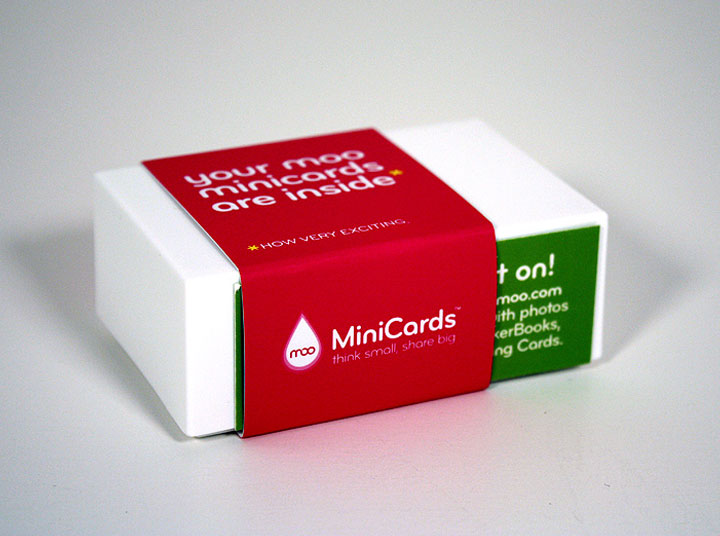 your moo
minicards
are inside*
*HOW VERY EXCITING.
moo
MiniCards™
think small, share big
t on!
moo.com
ith photos
kerBooks,
ng Cards.